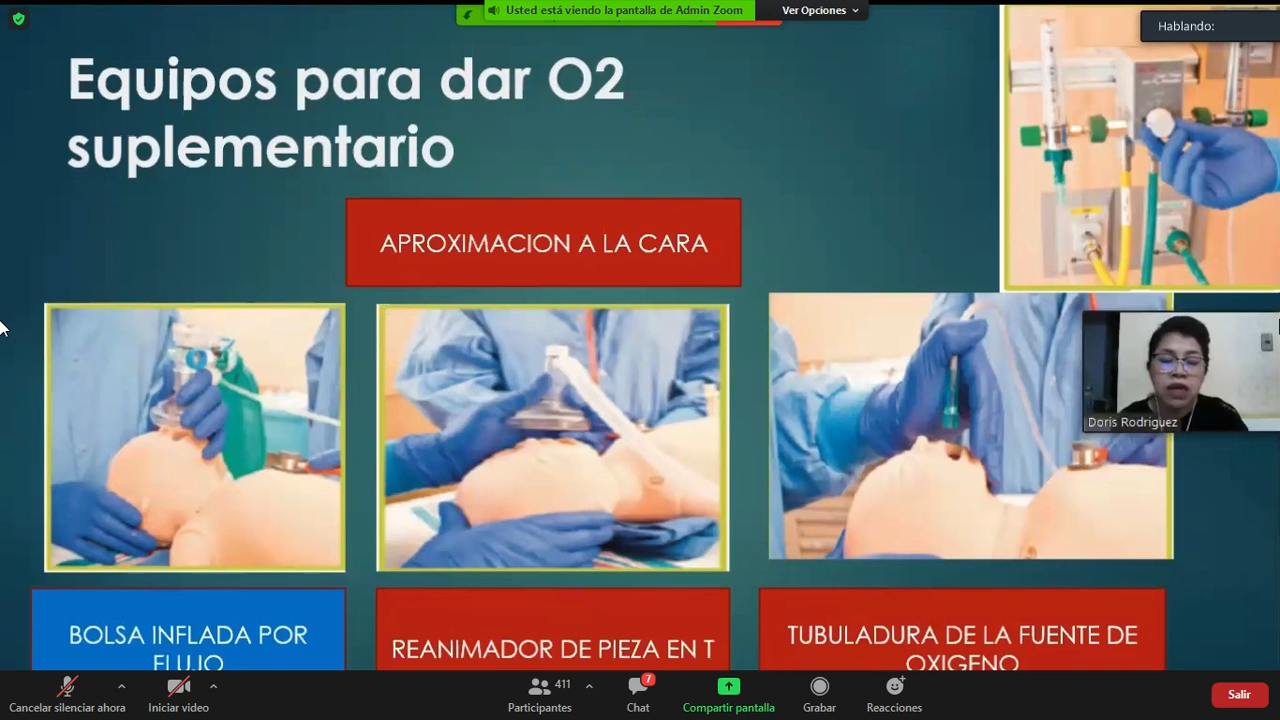 Usted está viendo la pantalla de Admin Zoom
Ver Opciones
Hablando:
Equipos para dar O2
suplementario
APROXIMACION A LA CARA
Doris Rodriguez
BOLSA INFLADA POR
FLUJO
REANIMADOR DE PIEZA EN T
TUBULADURA DE LA FUENTE DE
OXIGENO
Cancelar silenciar ahora
Iniciar video
411
Participantes
7
Chat
Compartir pantalla
Grabar
Reacciones
Salir